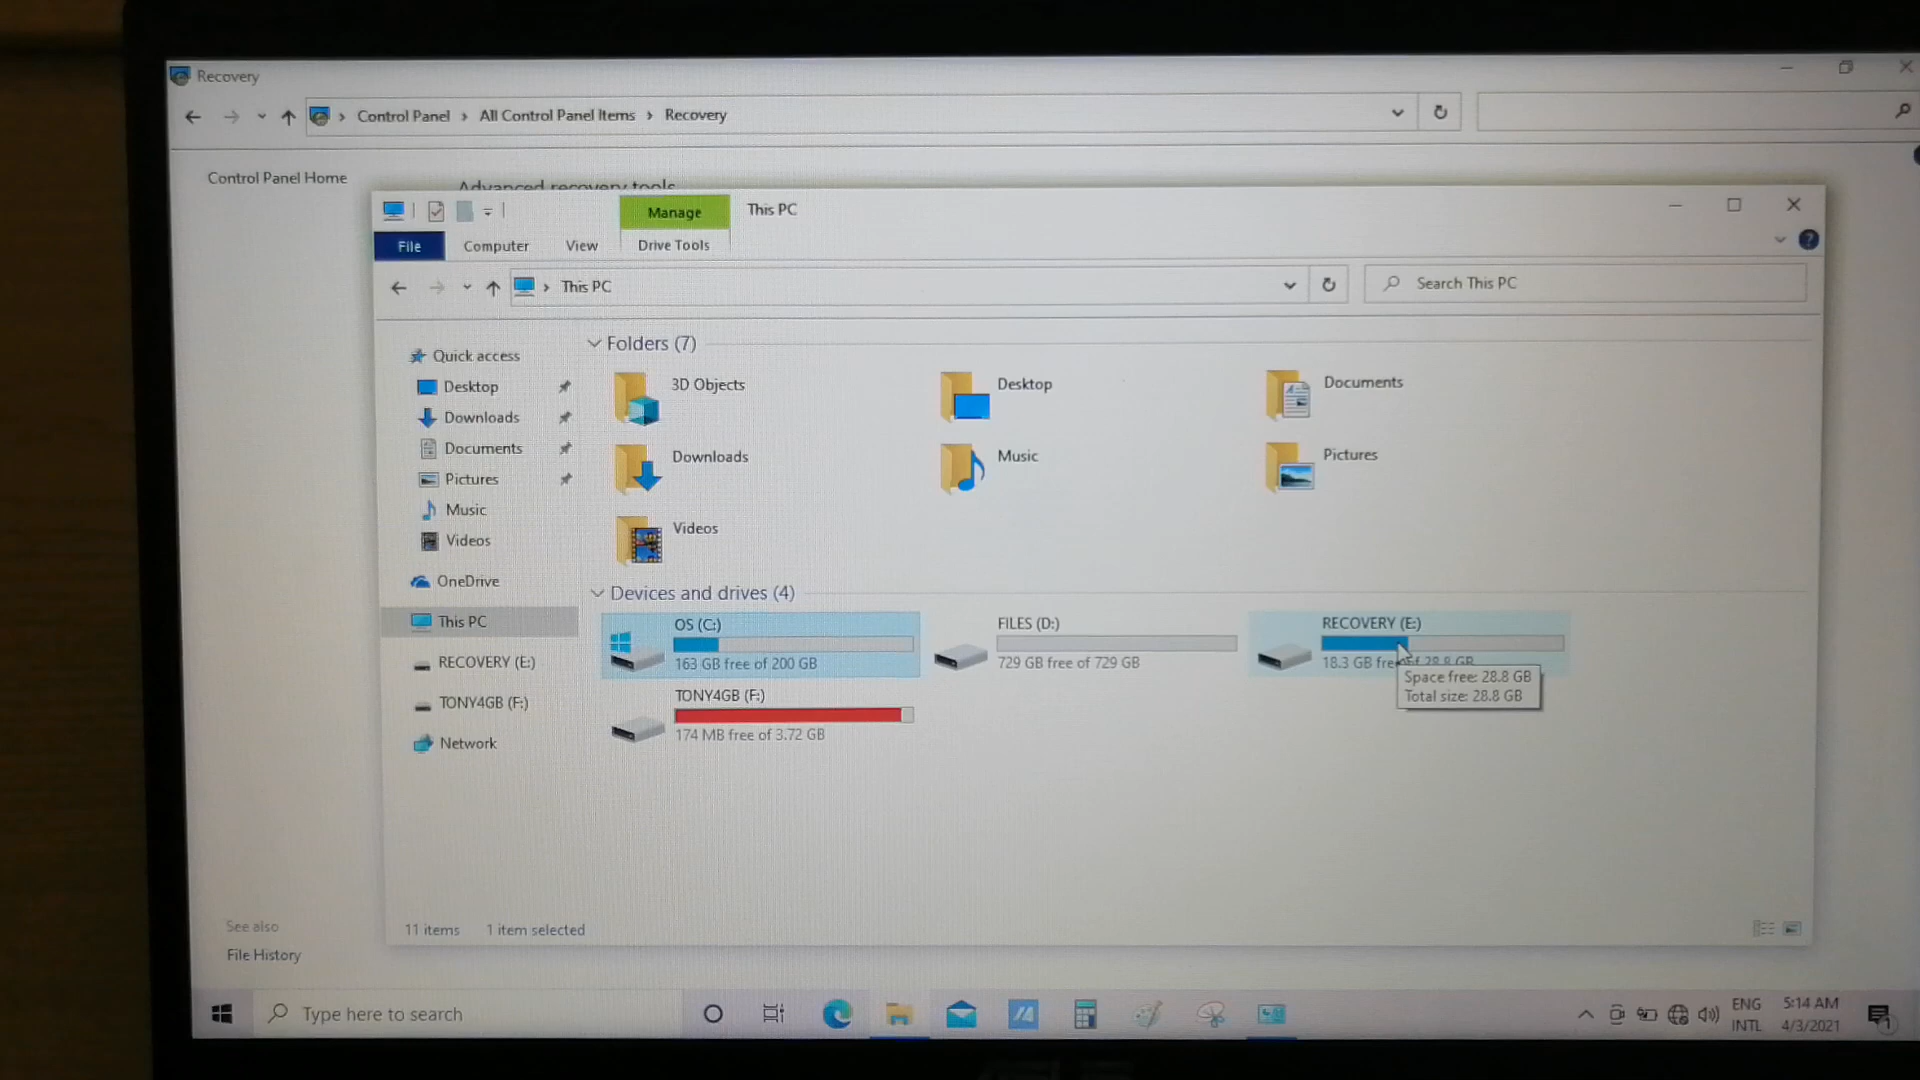 Recovery
Control Panel › All Control Panel Items › Recovery
Control Panel Home
Advanced recovery tools
Manage
This PC
File
Computer
View
Drive Tools
This PC
Search This PC
Quick access
Desktop
Downloads
Documents
Pictures
Music
Videos
OneDrive
This PC
RECOVERY (E:)
TONY4GB (F:)
Network
Folders (7)
3D Objects
Desktop
Documents
Downloads
Music
Pictures
Videos
Devices and drives (4)
OS (C:)
163 GB free of 200 GB
FILES (D:)
729 GB free of 729 GB
RECOVERY (E:)
18.3 GB free of 28.8 GB
Space free: 28.8 GB
Total size: 28.8 GB
TONY4GB (F:)
174 MB free of 3.72 GB
11 items
1 item selected
See also
File History
Type here to search
ENG
INTL
5:14 AM
4/3/2021
1